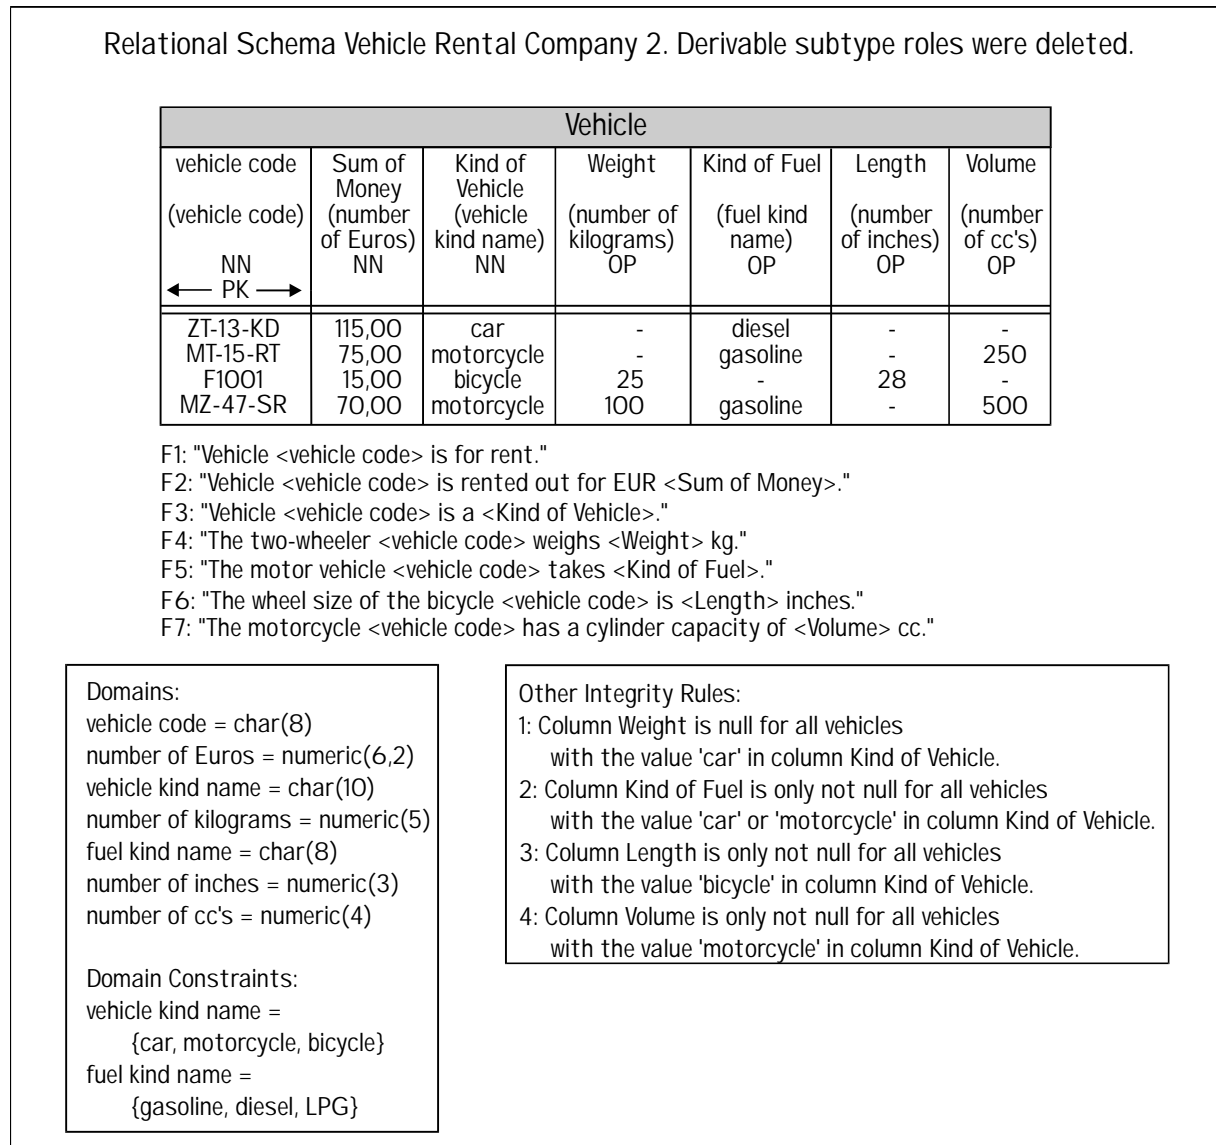 Relational Schema Vehicle Rental Company 2. Derivable subtype roles were deleted.
Vehicle
vehicle code Sum of Kind of Weight Kind of Fuel Length Volume
Money Vehicle
(vehicle code) (number (vehicle (number of (fuel kind (number (number
of Euros) kind name) kilograms) name) of inches) of cc's)
NN NN NN OP OP OP OP
PK
ZT-13-KD 115,00 car - diesel - -
MT-15-RT 75,00 motorcycle - gasoline - 250
F1001 15,00 bicycle 25 - 28 -
MZ-47-SR 70,00 motorcycle 100 gasoline - 500
F1: "Vehicle <vehicle code> is for rent."
F2: "Vehicle <vehicle code> is rented out for EUR <Sum of Money>."
F3: "Vehicle <vehicle code> is a <Kind of Vehicle>."
F4: "The two-wheeler <vehicle code> weighs <Weight> kg."
F5: "The motor vehicle <vehicle code> takes <Kind of Fuel>."
F6: "The wheel size of the bicycle <vehicle code> is <Length> inches."
F7: "The motorcycle <vehicle code> has a cylinder capacity of <Volume> cc."
Domains:
vehicle code = char(8)
number of Euros = numeric(6,2)
vehicle kind name = char(10)
number of kilograms = numeric(5)
fuel kind name = char(8)
number of inches = numeric(3)
number of cc's = numeric(4)
Domain Constraints:
vehicle kind name =
{car, motorcycle, bicycle}
fuel kind name =
{gasoline, diesel, LPG}
Other Integrity Rules:
1: Column Weight is null for all vehicles
with the value 'car' in column Kind of Vehicle.
2: Column Kind of Fuel is only not null for all vehicles
with the value 'car' or 'motorcycle' in column Kind of Vehicle.
3: Column Length is only not null for all vehicles
with the value 'bicycle' in column Kind of Vehicle.
4: Column Volume is only not null for all vehicles
with the value 'motorcycle' in column Kind of Vehicle.